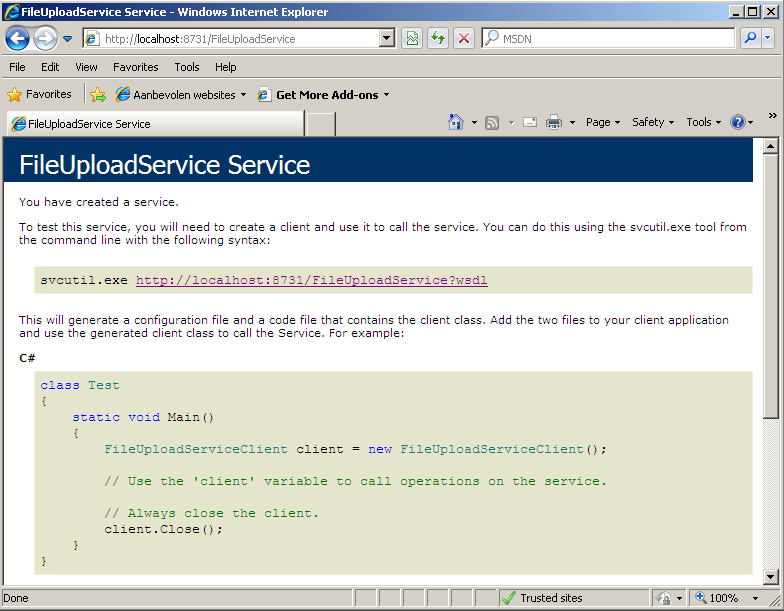 FileUploadService Service - Windows Internet Explorer
http://localhost:8731/FileUploadService
MSDN
File Edit View Favorites Tools Help
Favorites Aanbevolen websites Get More Add-ons
FileUploadService Service
Page Safety Tools
FileUploadService Service
You have created a service.
To test this service, you will need to create a client and use it to call the service. You can do this using the svcutil.exe tool from
the command line with the following syntax:
svcutil.exe http://localhost:8731/FileUploadService?wsdl
This will generate a configuration file and a code file that contains the client class. Add the two files to your client application
and use the generated client class to call the Service. For example:
C#
class Test
{
    static void Main()
    {
        FileUploadServiceClient client = new FileUploadServiceClient();
        // Use the 'client' variable to call operations on the service.
        // Always close the client.
        client.Close();
    }
}
Done Trusted sites 100%